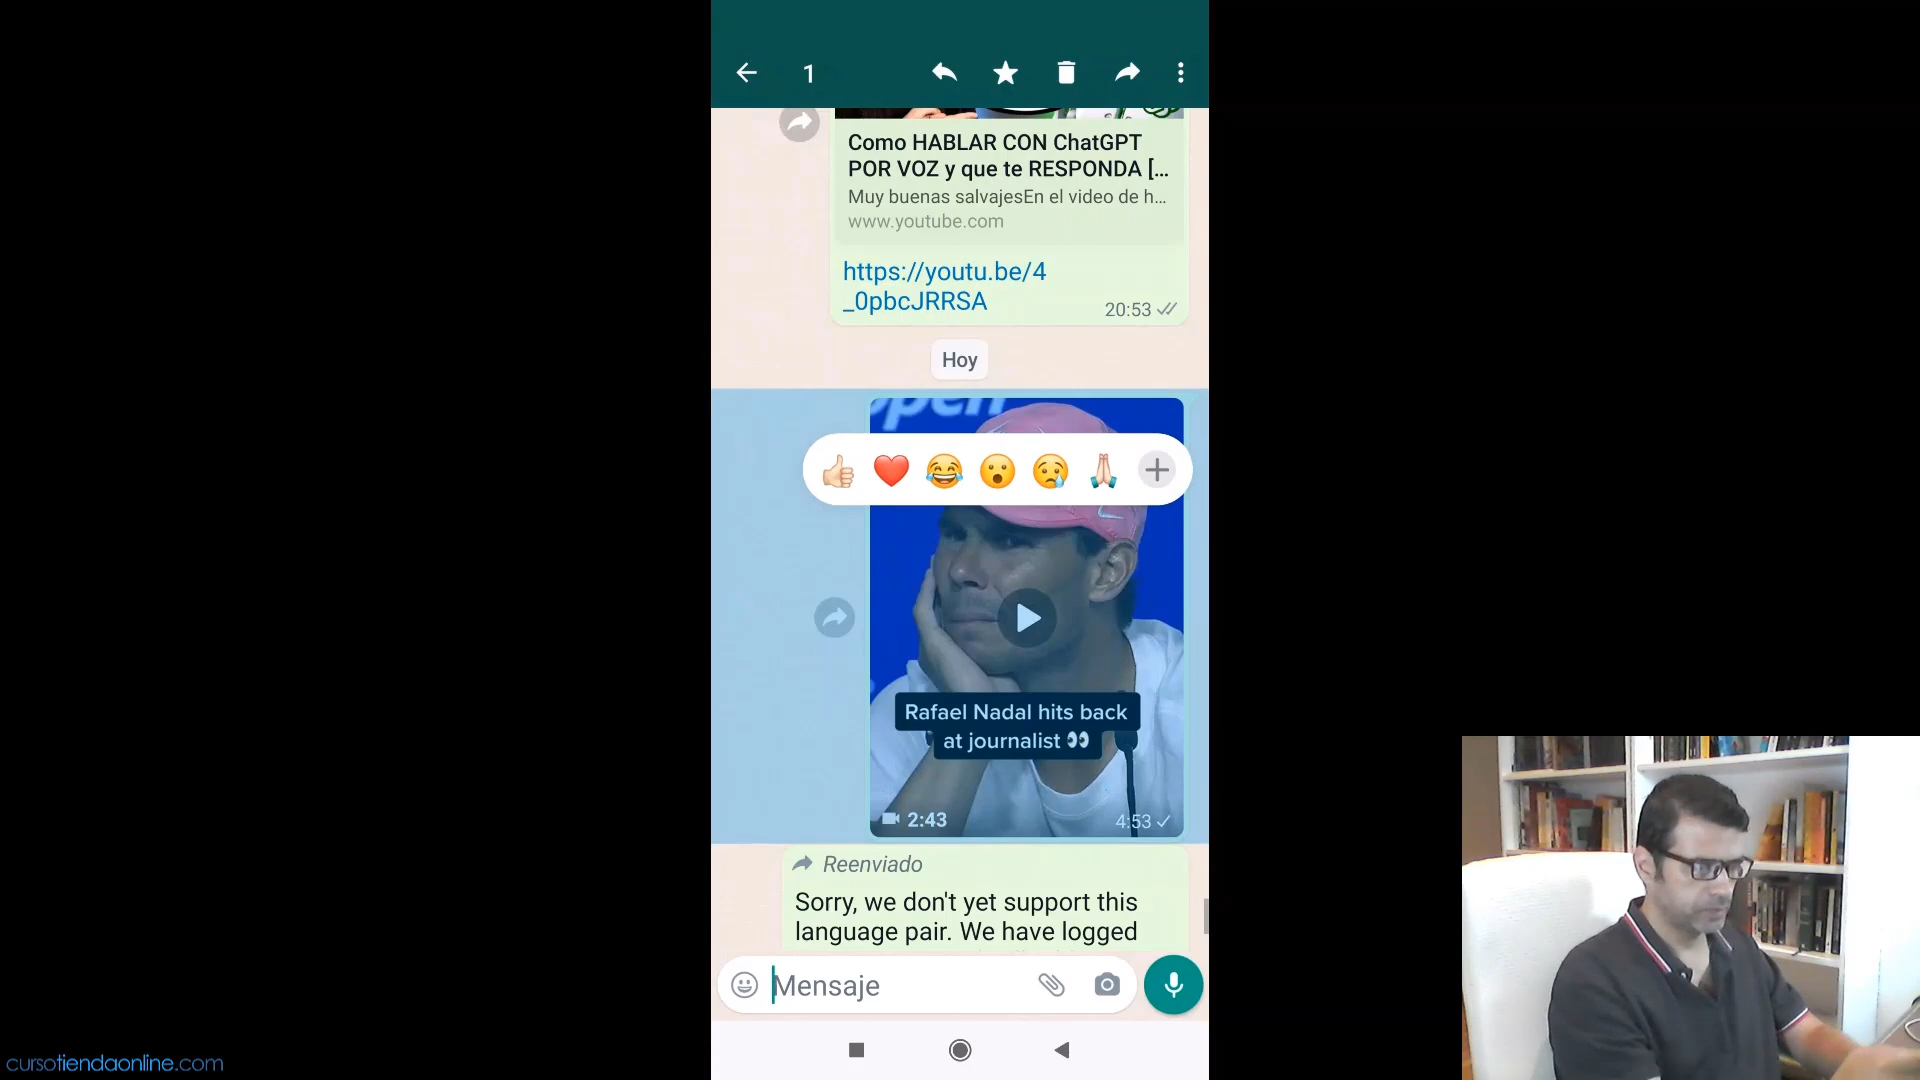 1
Como HABLAR CON ChatGPT
POR VOZ y que te RESPONDA [...
Muy buenas salvajesEn el video de h...
www.youtube.com
https://youtu.be/4
_0pbcJRRSA
20:53
Hoy
open
Rafael Nadal hits back
at journalist 👀
2:43
4:53
Reenviado
Sorry, we don't yet support this
language pair. We have logged
Mensaje
cursotiendaonline.com